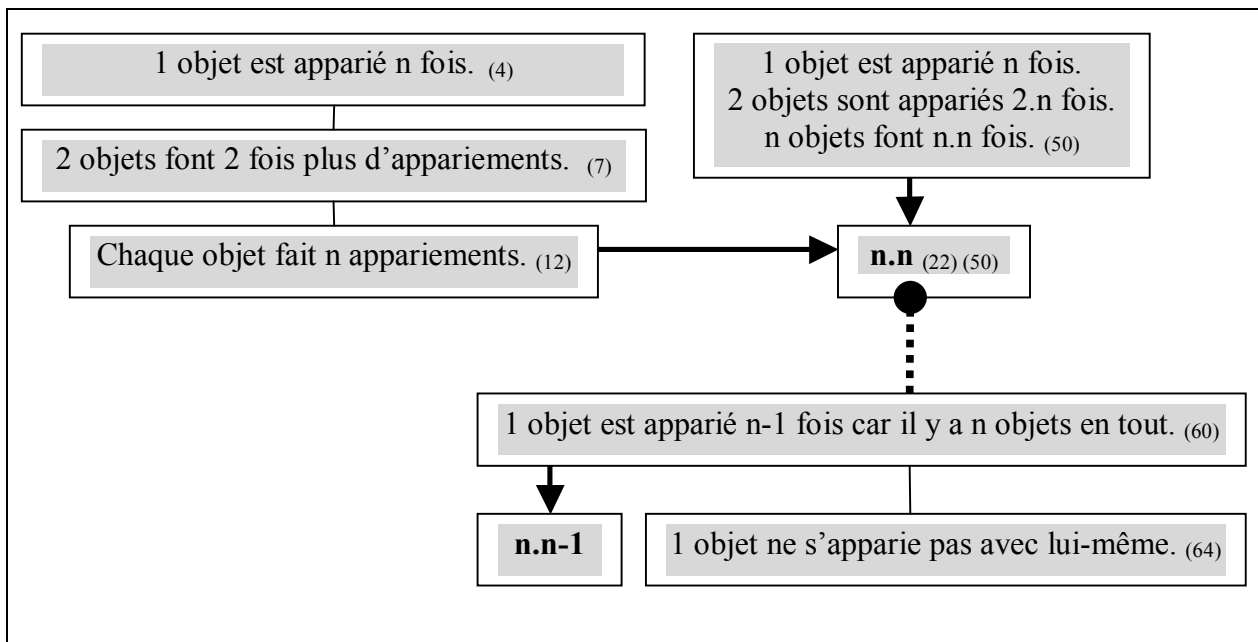 1 objet est apparié n fois. (4)
2 objets font 2 fois plus d’appariements. (7)
Chaque objet fait n appariements. (12)
1 objet est apparié n fois.
2 objets sont appariés 2.n fois.
n objets font n.n fois. (50)
n.n (22) (50)
1 objet est apparié n-1 fois car il y a n objets en tout. (60)
n.n-1
1 objet ne s’apparie pas avec lui-même. (64)